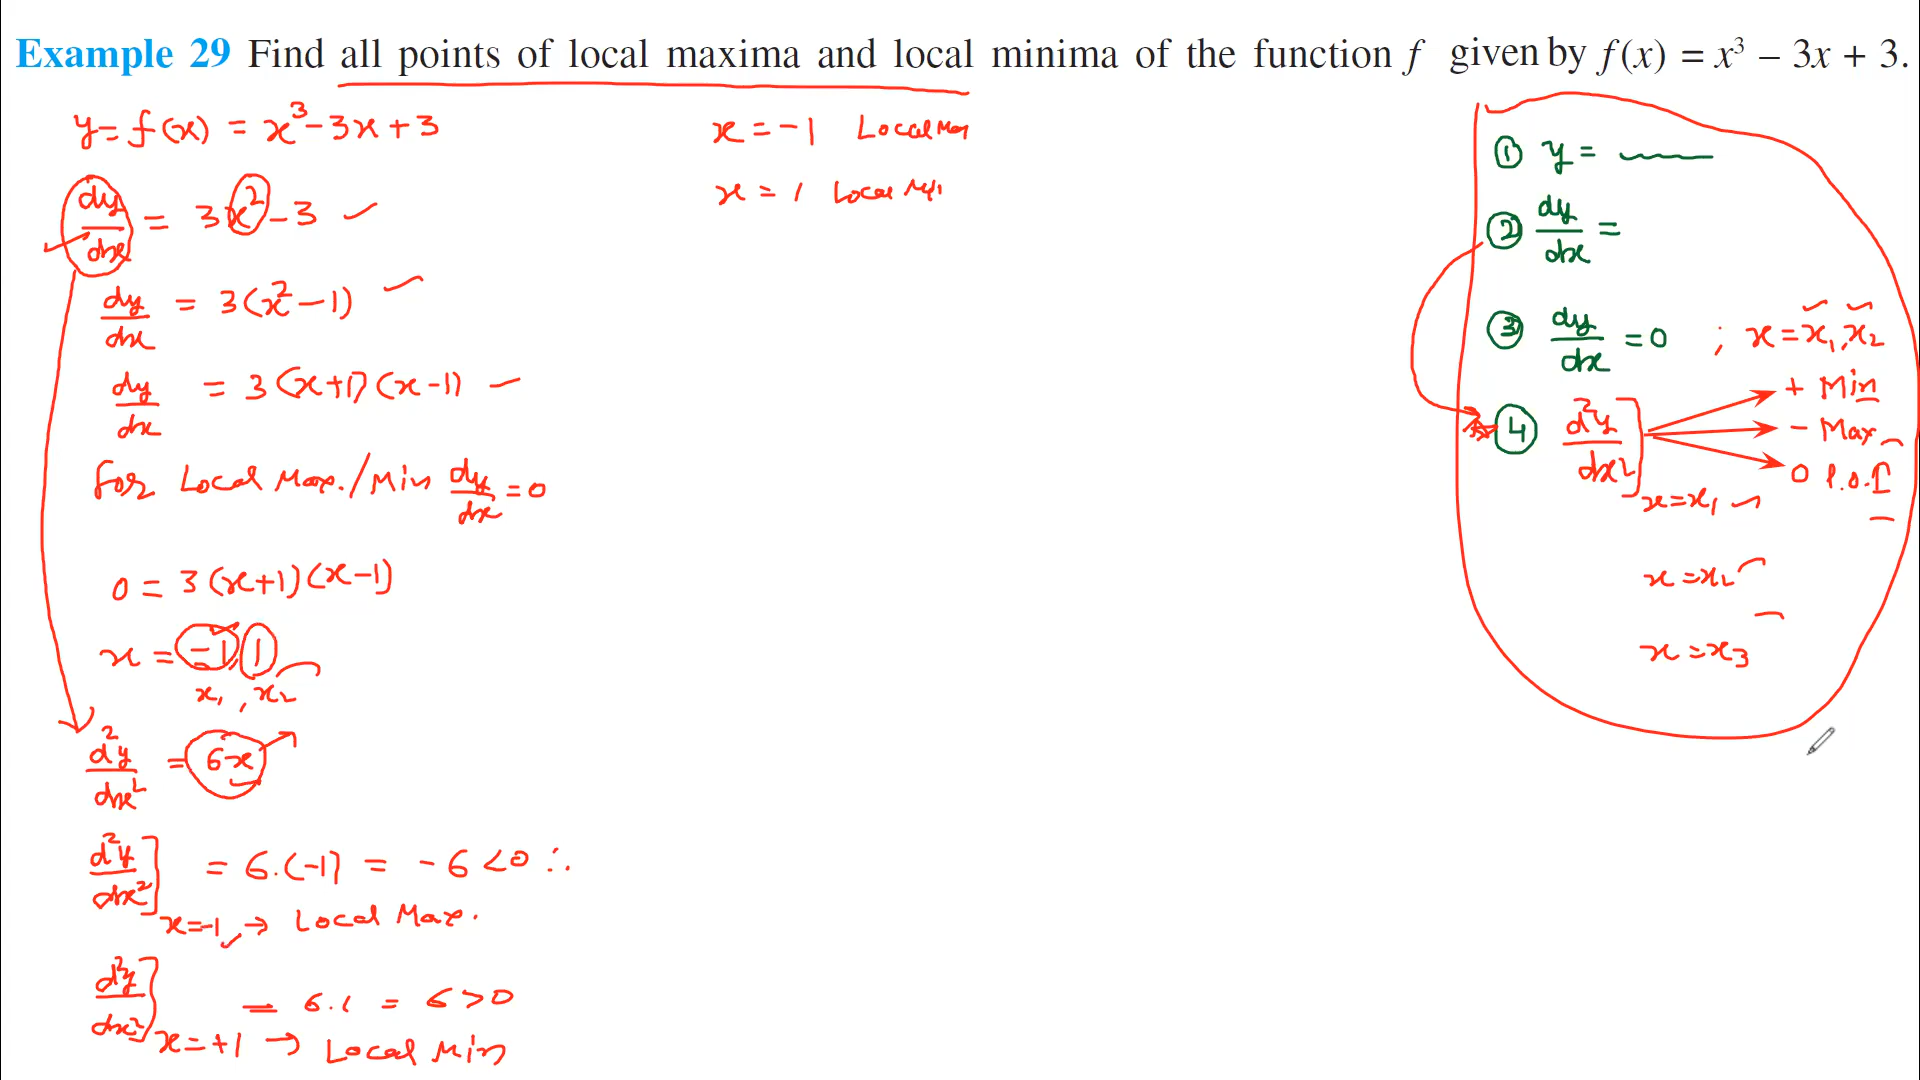 Example 29 Find all points of local maxima and local minima of the function f given by f(x) = x³ – 3x + 3.
y = f(x) = x³ - 3x + 3
dy/dx = 3x² - 3
dy/dx = 3(x² - 1)
dy/dx = 3(x+1)(x-1)
for Local Max./Min dy/dx = 0
0 = 3(x+1)(x-1)
x = -1, 1
x₁, x₂
d²y/dx² = 6x
d²y/dx²] x=-1 = 6.(-1) = -6 < 0 ∴
→ Local Max.
d²y/dx²] x=+1 = 6.1 = 6 > 0
→ Local Min
x = -1 Local Max
x = 1 Local Min
① y =
② dy/dx =
③ dy/dx = 0 ; x = x₁, x₂
④ d²y/dx²] x=x₁
+ Min
- Max
0 P.O.I
x = x₂
x = x₃